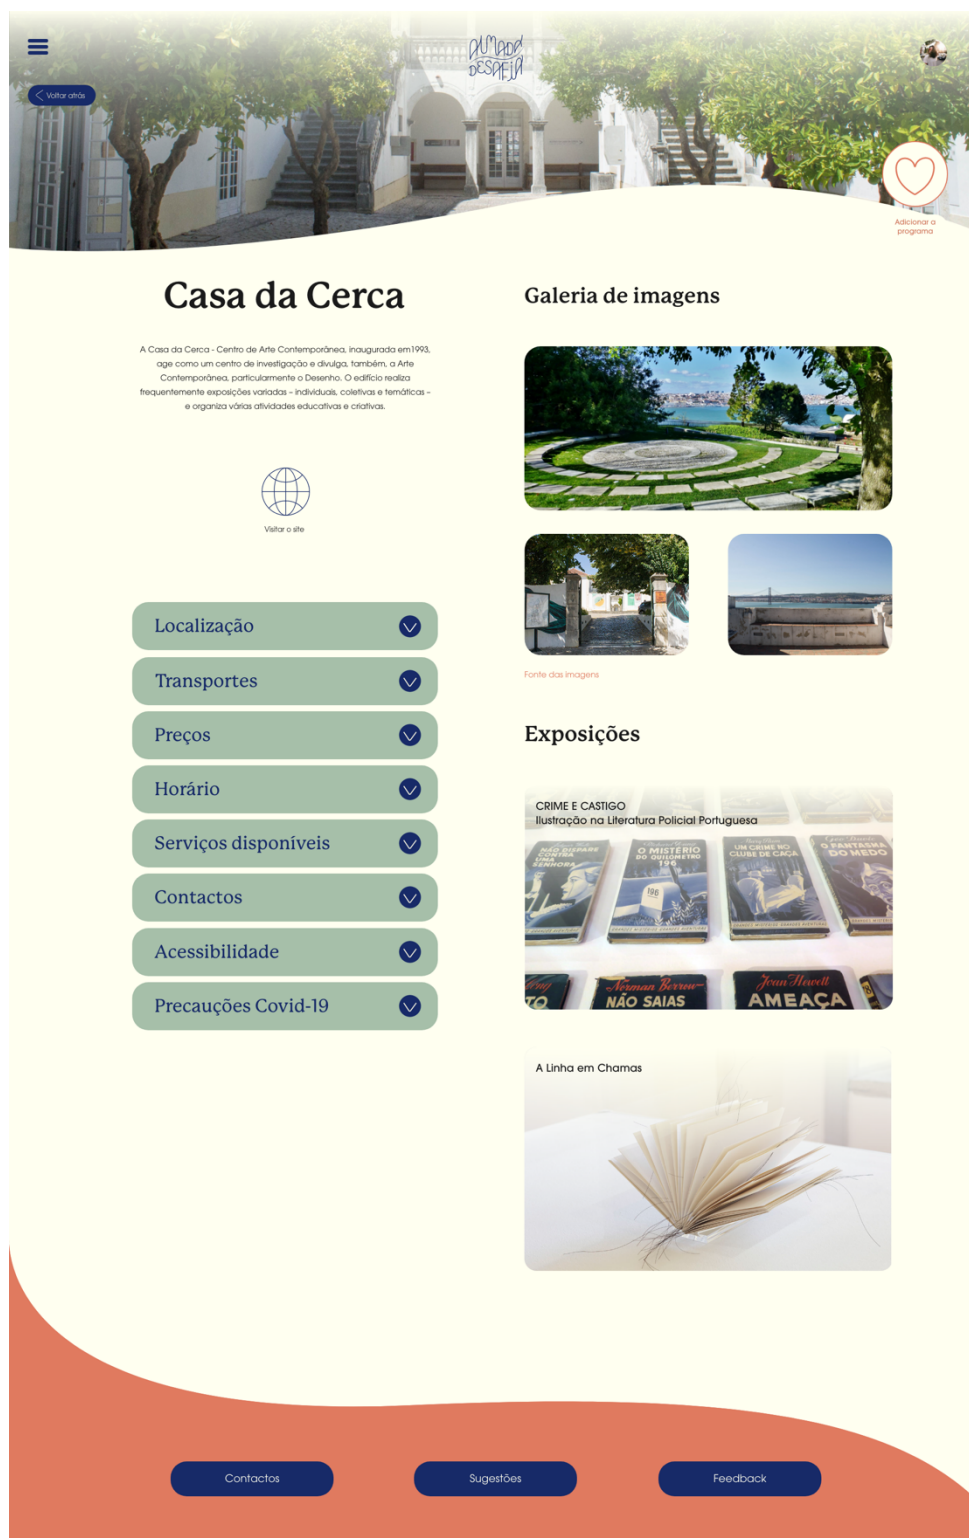 ALMADA
DESAFIA
Voltar atrás
Adicionar a
programa
Casa da Cerca
A Casa da Cerca - Centro de Arte Contemporânea, inaugurada em1993,
age como um centro de investigação e divulga, também, a Arte
Contemporânea, particularmente o Desenho. O edifício realiza
frequentemente exposições variadas – individuais, coletivas e temáticas –
e organiza várias atividades educativas e criativas.
Visitar o site
Localização
Transportes
Preços
Horário
Serviços disponíveis
Contactos
Acessibilidade
Precauções Covid-19
Galeria de imagens
Fonte das imagens
Exposições
CRIME E CASTIGO
Ilustração na Literatura Policial Portuguesa
NÃO DISPARE
CONTRA
UMA
SENHORA
O MISTÉRIO
DO QUILÓMETRO
196
196
UM CRIME NO
CLUBE DE CAÇA
O FANTASMA
DO MEDO
TO
Norman Berrow
NÃO SAIAS
Joan Flewett
AMEAÇA
A Linha em Chamas
Contactos
Sugestões
Feedback